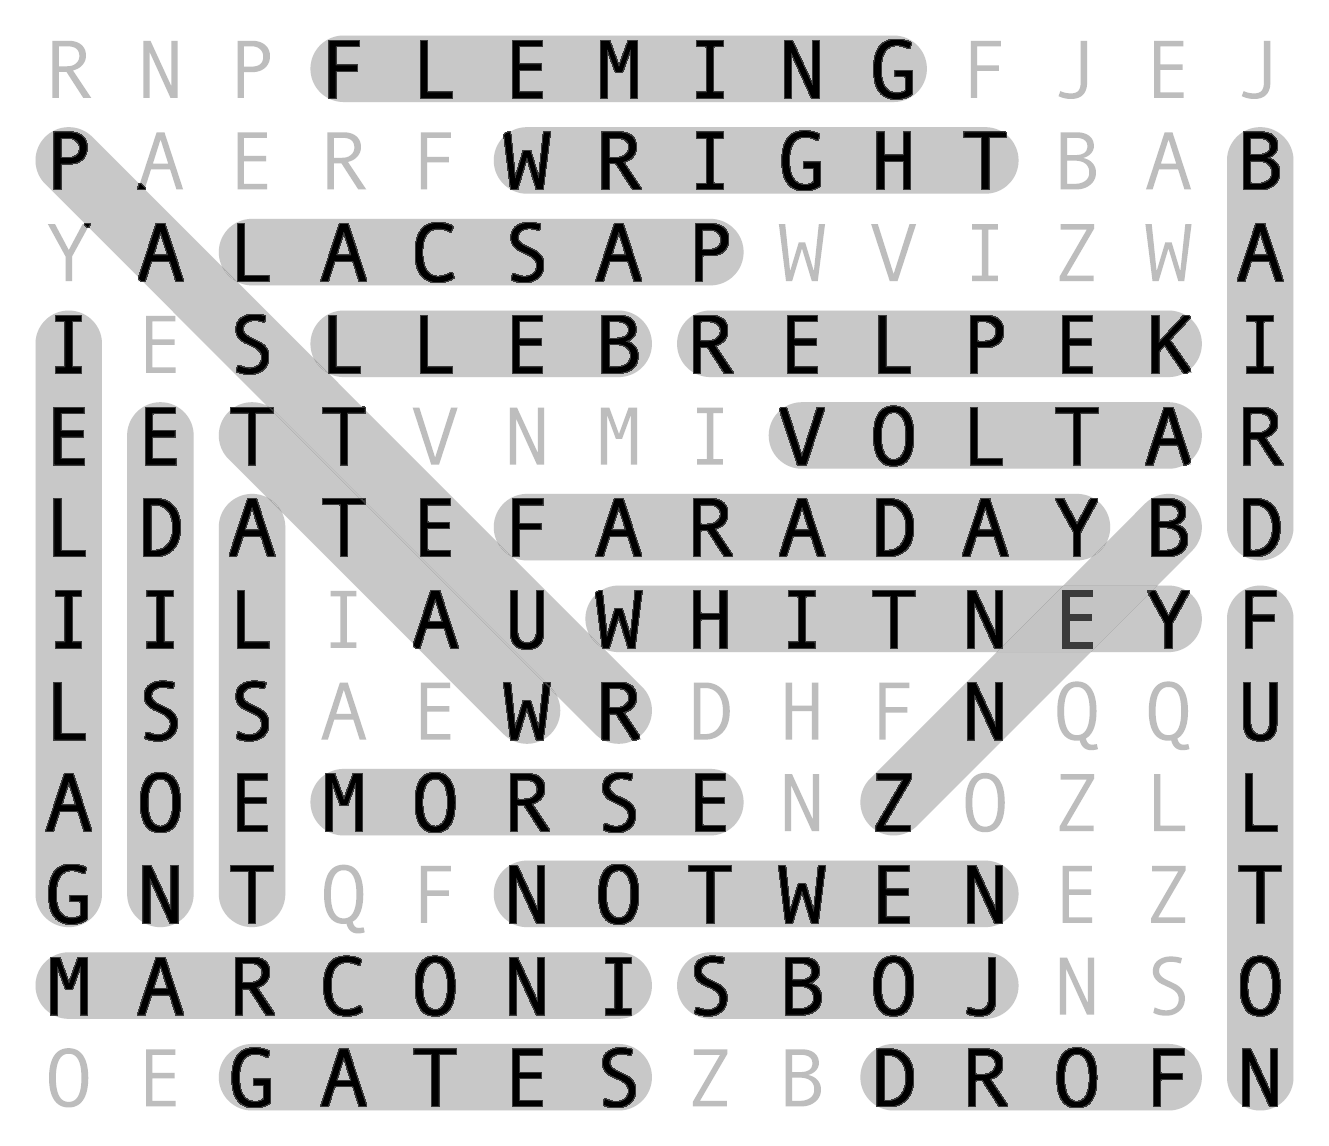 R N P F L E M I N G F J E J
P A E R F W R I G H T B A B
Y A L A C S A P W V I Z W A
I E S L L E B R E L P E K I
E E T T V N M I V O L T A R
L D A T E F A R A D A Y B D
I I L I A U W H I T N E Y F
L S S A E W R D H F N Q Q U
A O E M O R S E N Z O Z L L
G N T Q F N O T W E N E Z T
M A R C O N I S B O J N S O
O E G A T E S Z B D R O F N